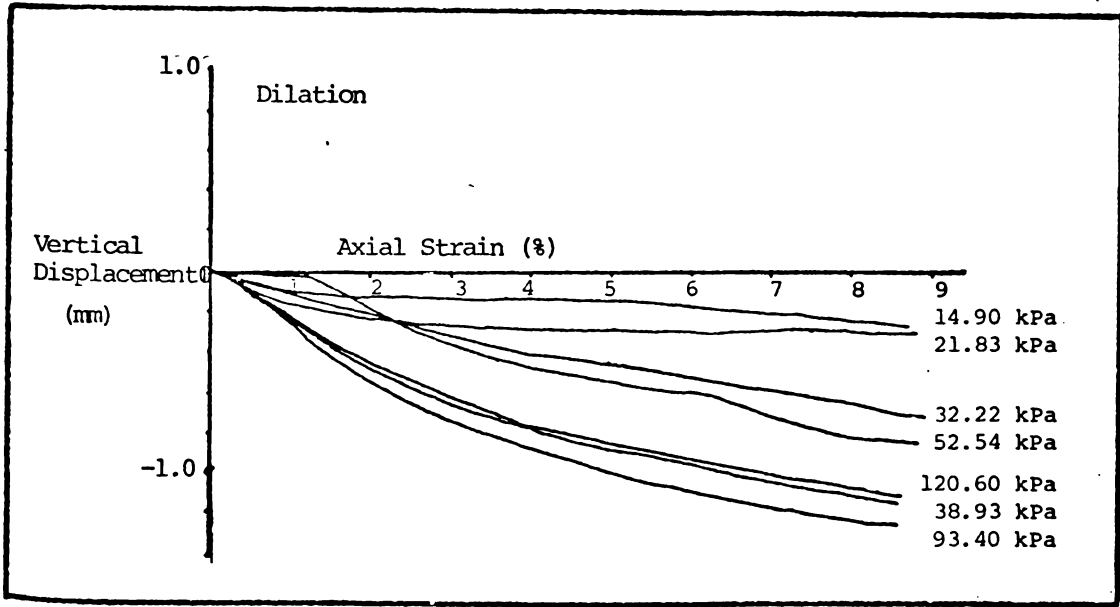 1.0
Dilation
Vertical
Displacement 0
(mm)
Axial Strain (%)
1 2 3 4 5 6 7 8 9
14.90 kPa
21.83 kPa
32.22 kPa
52.54 kPa
-1.0
120.60 kPa
38.93 kPa
93.40 kPa